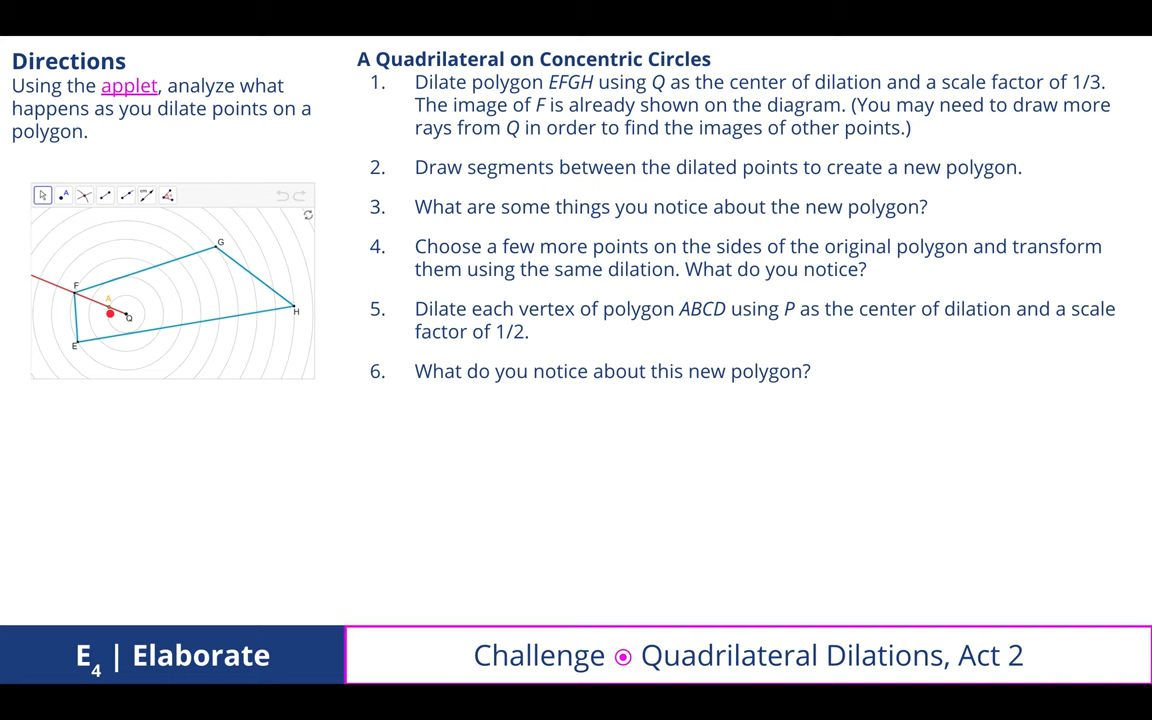 Directions
Using the applet, analyze what
happens as you dilate points on a
polygon.
G
F
A
Q
H
E
A Quadrilateral on Concentric Circles
1. Dilate polygon EFGH using Q as the center of dilation and a scale factor of 1/3.
The image of F is already shown on the diagram. (You may need to draw more
rays from Q in order to find the images of other points.)
2. Draw segments between the dilated points to create a new polygon.
3. What are some things you notice about the new polygon?
4. Choose a few more points on the sides of the original polygon and transform
them using the same dilation. What do you notice?
5. Dilate each vertex of polygon ABCD using P as the center of dilation and a scale
factor of 1/2.
6. What do you notice about this new polygon?
E4 | Elaborate
Challenge ⦿ Quadrilateral Dilations, Act 2